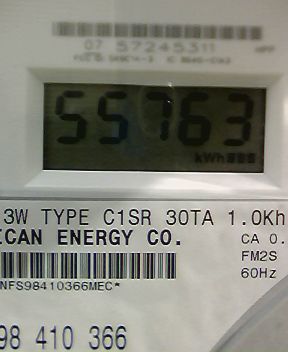 07 57245311
55763
kWh
3W TYPE C1SR 30TA 1.0Kh
ICAN ENERGY CO.
CA 0.
FM2S
60Hz
NFS98410366MEC*
98 410 366